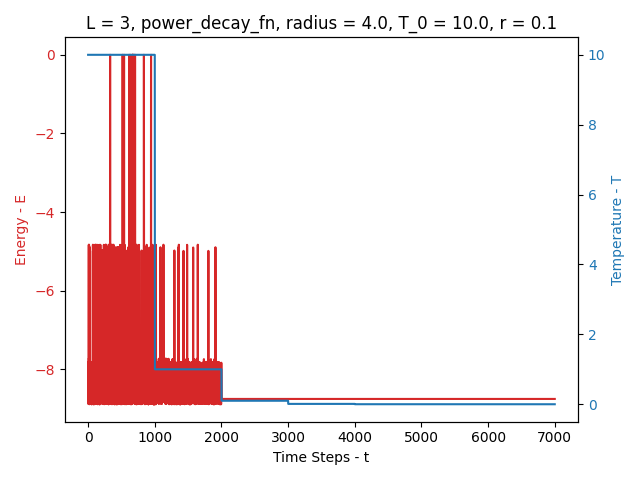 L = 3, power_decay_fn, radius = 4.0, T_0 = 10.0, r = 0.1
0
−2
−4
−6
−8
Energy - E
10
8
6
4
2
0
Temperature - T
0 1000 2000 3000 4000 5000 6000 7000
Time Steps - t